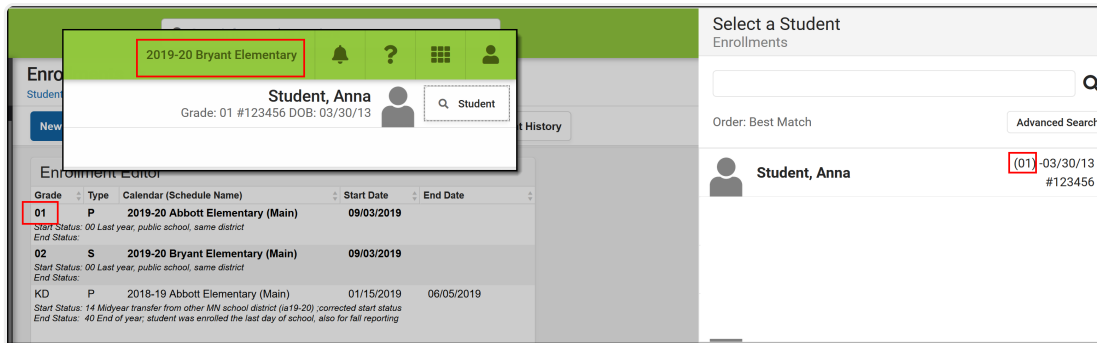 2019-20 Bryant Elementary
?
Student, Anna
Grade: 01 #123456 DOB: 03/30/13
Student
Enro
Student
New
t History
Enrollment Editor
Grade Type Calendar (Schedule Name) Start Date End Date
01 P 2019-20 Abbott Elementary (Main) 09/03/2019
Start Status: 00 Last year, public school, same district
End Status:
02 S 2019-20 Bryant Elementary (Main) 09/03/2019
Start Status: 00 Last year, public school, same district
End Status:
KD P 2018-19 Abbott Elementary (Main) 01/15/2019 06/05/2019
Start Status: 14 Midyear transfer from other MN school district (ia19-20) ;corrected start status
End Status: 40 End of year; student was enrolled the last day of school, also for fall reporting
Select a Student
Enrollments
Order: Best Match
Advanced Search
Student, Anna
(01) -03/30/13
#123456